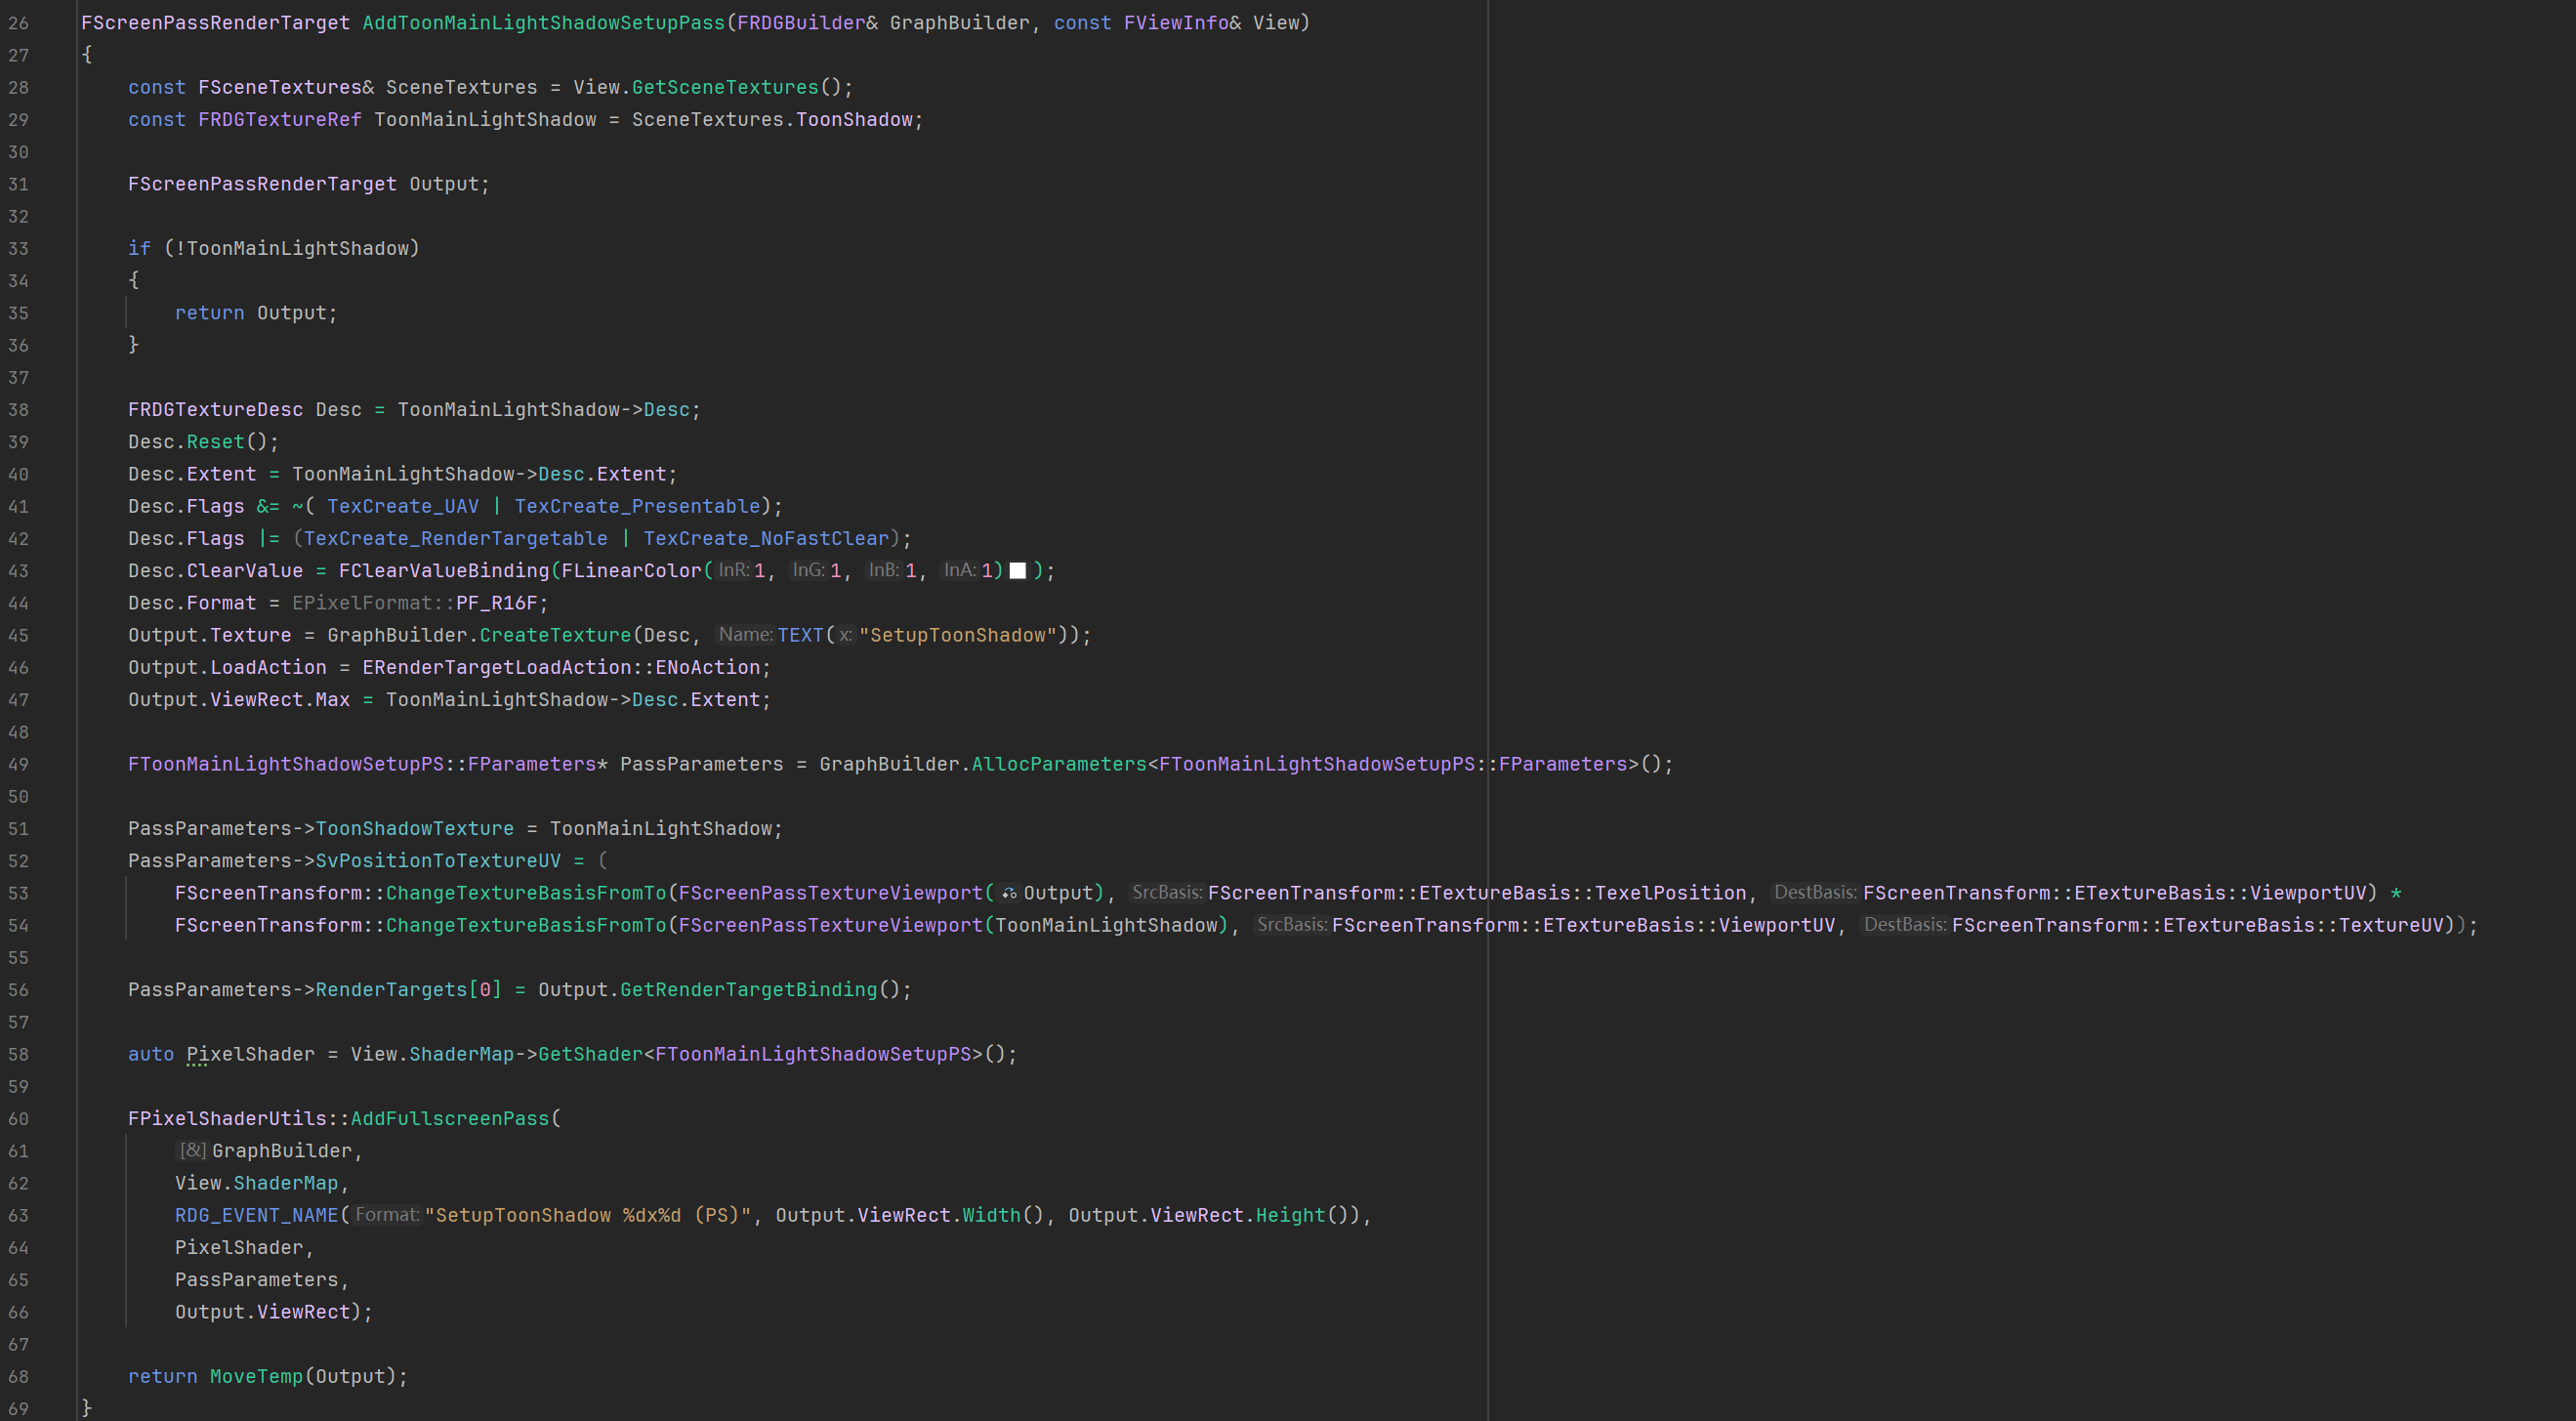 26 FScreenPassRenderTarget AddToonMainLightShadowSetupPass(FRDGBuilder& GraphBuilder, const FViewInfo& View)
27 {
28     const FSceneTextures& SceneTextures = View.GetSceneTextures();
29     const FRDGTextureRef ToonMainLightShadow = SceneTextures.ToonShadow;
30
31     FScreenPassRenderTarget Output;
32
33     if (!ToonMainLightShadow)
34     {
35         return Output;
36     }
37
38     FRDGTextureDesc Desc = ToonMainLightShadow->Desc;
39     Desc.Reset();
40     Desc.Extent = ToonMainLightShadow->Desc.Extent;
41     Desc.Flags &= ~( TexCreate_UAV | TexCreate_Presentable);
42     Desc.Flags |= (TexCreate_RenderTargetable | TexCreate_NoFastClear);
43     Desc.ClearValue = FClearValueBinding(FLinearColor( InR: 1, InG: 1, InB: 1, InA: 1) );
44     Desc.Format = EPixelFormat::PF_R16F;
45     Output.Texture = GraphBuilder.CreateTexture(Desc, Name: TEXT( x: "SetupToonShadow"));
46     Output.LoadAction = ERenderTargetLoadAction::ENoAction;
47     Output.ViewRect.Max = ToonMainLightShadow->Desc.Extent;
48
49     FToonMainLightShadowSetupPS::FParameters* PassParameters = GraphBuilder.AllocParameters<FToonMainLightShadowSetupPS::FParameters>();
50
51     PassParameters->ToonShadowTexture = ToonMainLightShadow;
52     PassParameters->SvPositionToTextureUV = (
53         FScreenTransform::ChangeTextureBasisFromTo(FScreenPassTextureViewport( Output), SrcBasis: FScreenTransform::ETextureBasis::TexelPosition, DestBasis: FScreenTransform::ETextureBasis::ViewportUV) *
54         FScreenTransform::ChangeTextureBasisFromTo(FScreenPassTextureViewport(ToonMainLightShadow), SrcBasis: FScreenTransform::ETextureBasis::ViewportUV, DestBasis: FScreenTransform::ETextureBasis::TextureUV));
55
56     PassParameters->RenderTargets[0] = Output.GetRenderTargetBinding();
57
58     auto PixelShader = View.ShaderMap->GetShader<FToonMainLightShadowSetupPS>();
59
60     FPixelShaderUtils::AddFullscreenPass(
61         [&] GraphBuilder,
62         View.ShaderMap,
63         RDG_EVENT_NAME( Format: "SetupToonShadow %dx%d (PS)", Output.ViewRect.Width(), Output.ViewRect.Height()),
64         PixelShader,
65         PassParameters,
66         Output.ViewRect);
67
68     return MoveTemp(Output);
69 }